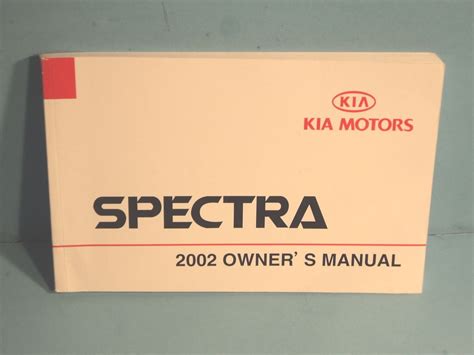 KIA
KIA MOTORS
SPECTRA
2002 OWNER' S MANUAL